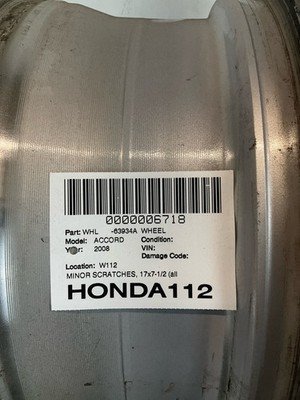 0000006718
Part: WHL -63934A WHEEL
Model: ACCORD Condition:
Year: 2008 VIN:
Damage Code:
Location: W112
MINOR SCRATCHES, 17x7-1/2 (all
HONDA112